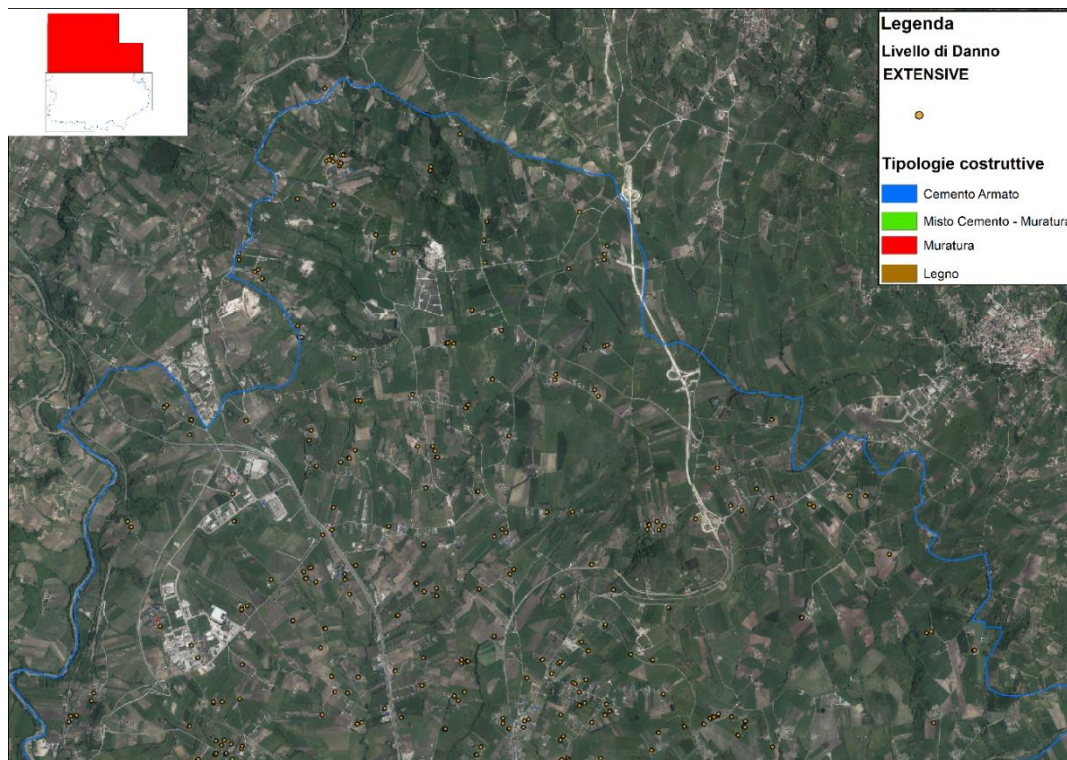 Legenda
Livello di Danno
EXTENSIVE
Tipologie costruttive
Cemento Armato
Misto Cemento - Muratura
Muratura
Legno